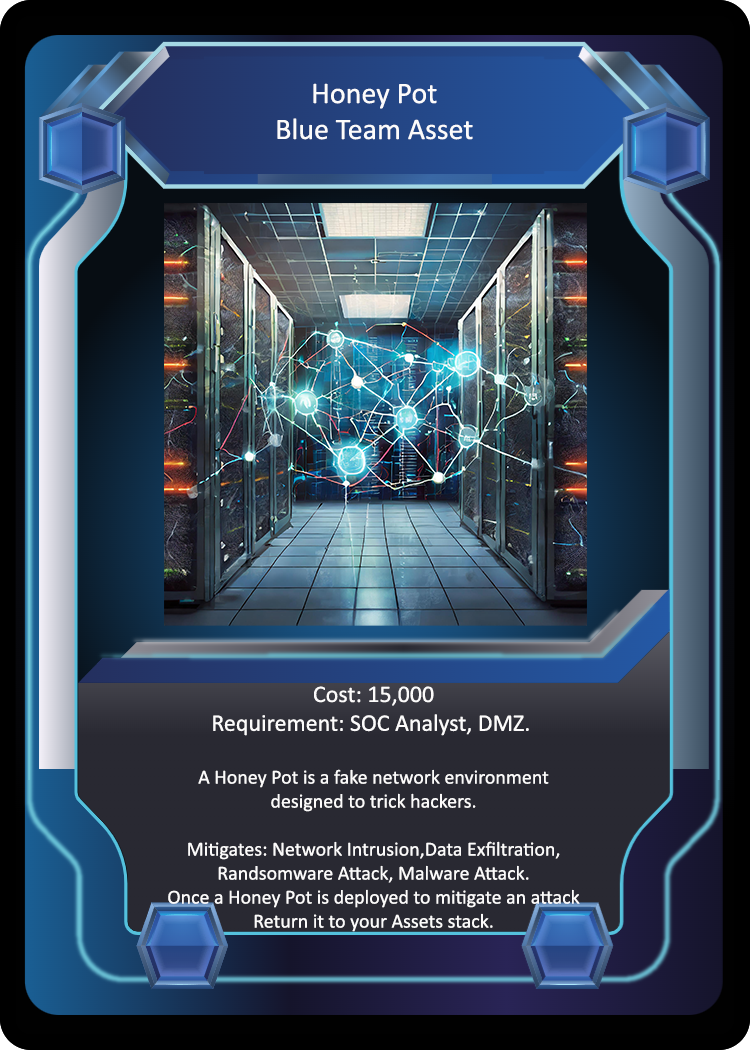 Honey Pot
Blue Team Asset
Cost: 15,000
Requirement: SOC Analyst, DMZ.
A Honey Pot is a fake network environment
designed to trick hackers.
Mitigates: Network Intrusion,Data Exfiltration,
Randsomware Attack, Malware Attack.
Once a Honey Pot is deployed to mitigate an attack
Return it to your Assets stack.